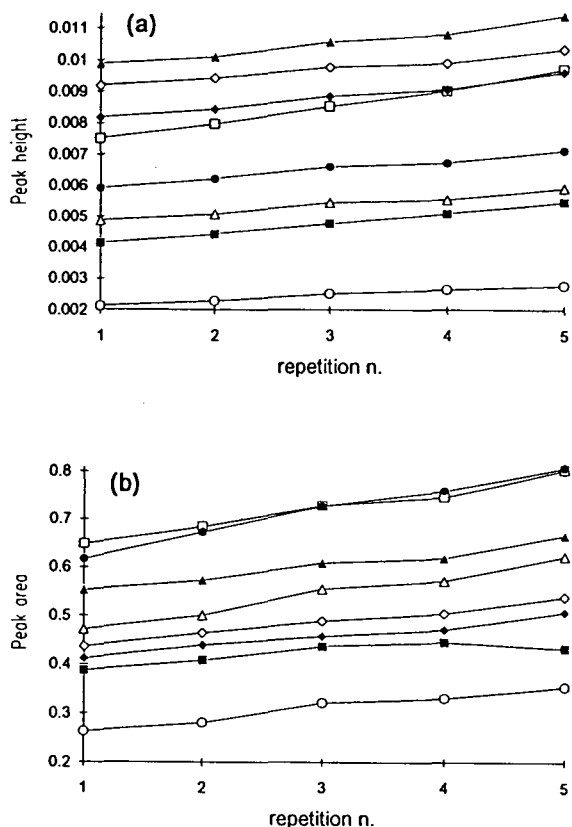 (a)
Peak height
0.011
0.01
0.009
0.008
0.007
0.006
0.005
0.004
0.003
0.002
1 2 3 4 5
repetition n.
(b)
Peak area
0.8
0.7
0.6
0.5
0.4
0.3
0.2
1 2 3 4 5
repetition n.